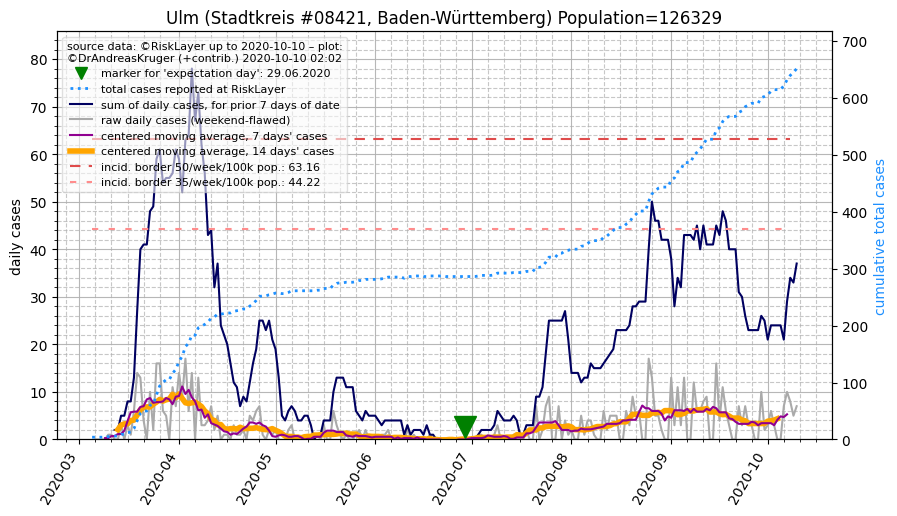 Ulm (Stadtkreis #08421, Baden-Württemberg) Population=126329
source data: ©RiskLayer up to 2020-10-10 – plot:
©DrAndreasKruger (+contrib.) 2020-10-10 02:02
marker for 'expectation day': 29.06.2020
total cases reported at RiskLayer
sum of daily cases, for prior 7 days of date
raw daily cases (weekend-flawed)
centered moving average, 7 days' cases
centered moving average, 14 days' cases
incid. border 50/week/100k pop.: 63.16
incid. border 35/week/100k pop.: 44.22
daily cases
80
70
60
50
40
30
20
10
0
cumulative total cases
700
600
500
400
300
200
100
0
2020-03
2020-04
2020-05
2020-06
2020-07
2020-08
2020-09
2020-10